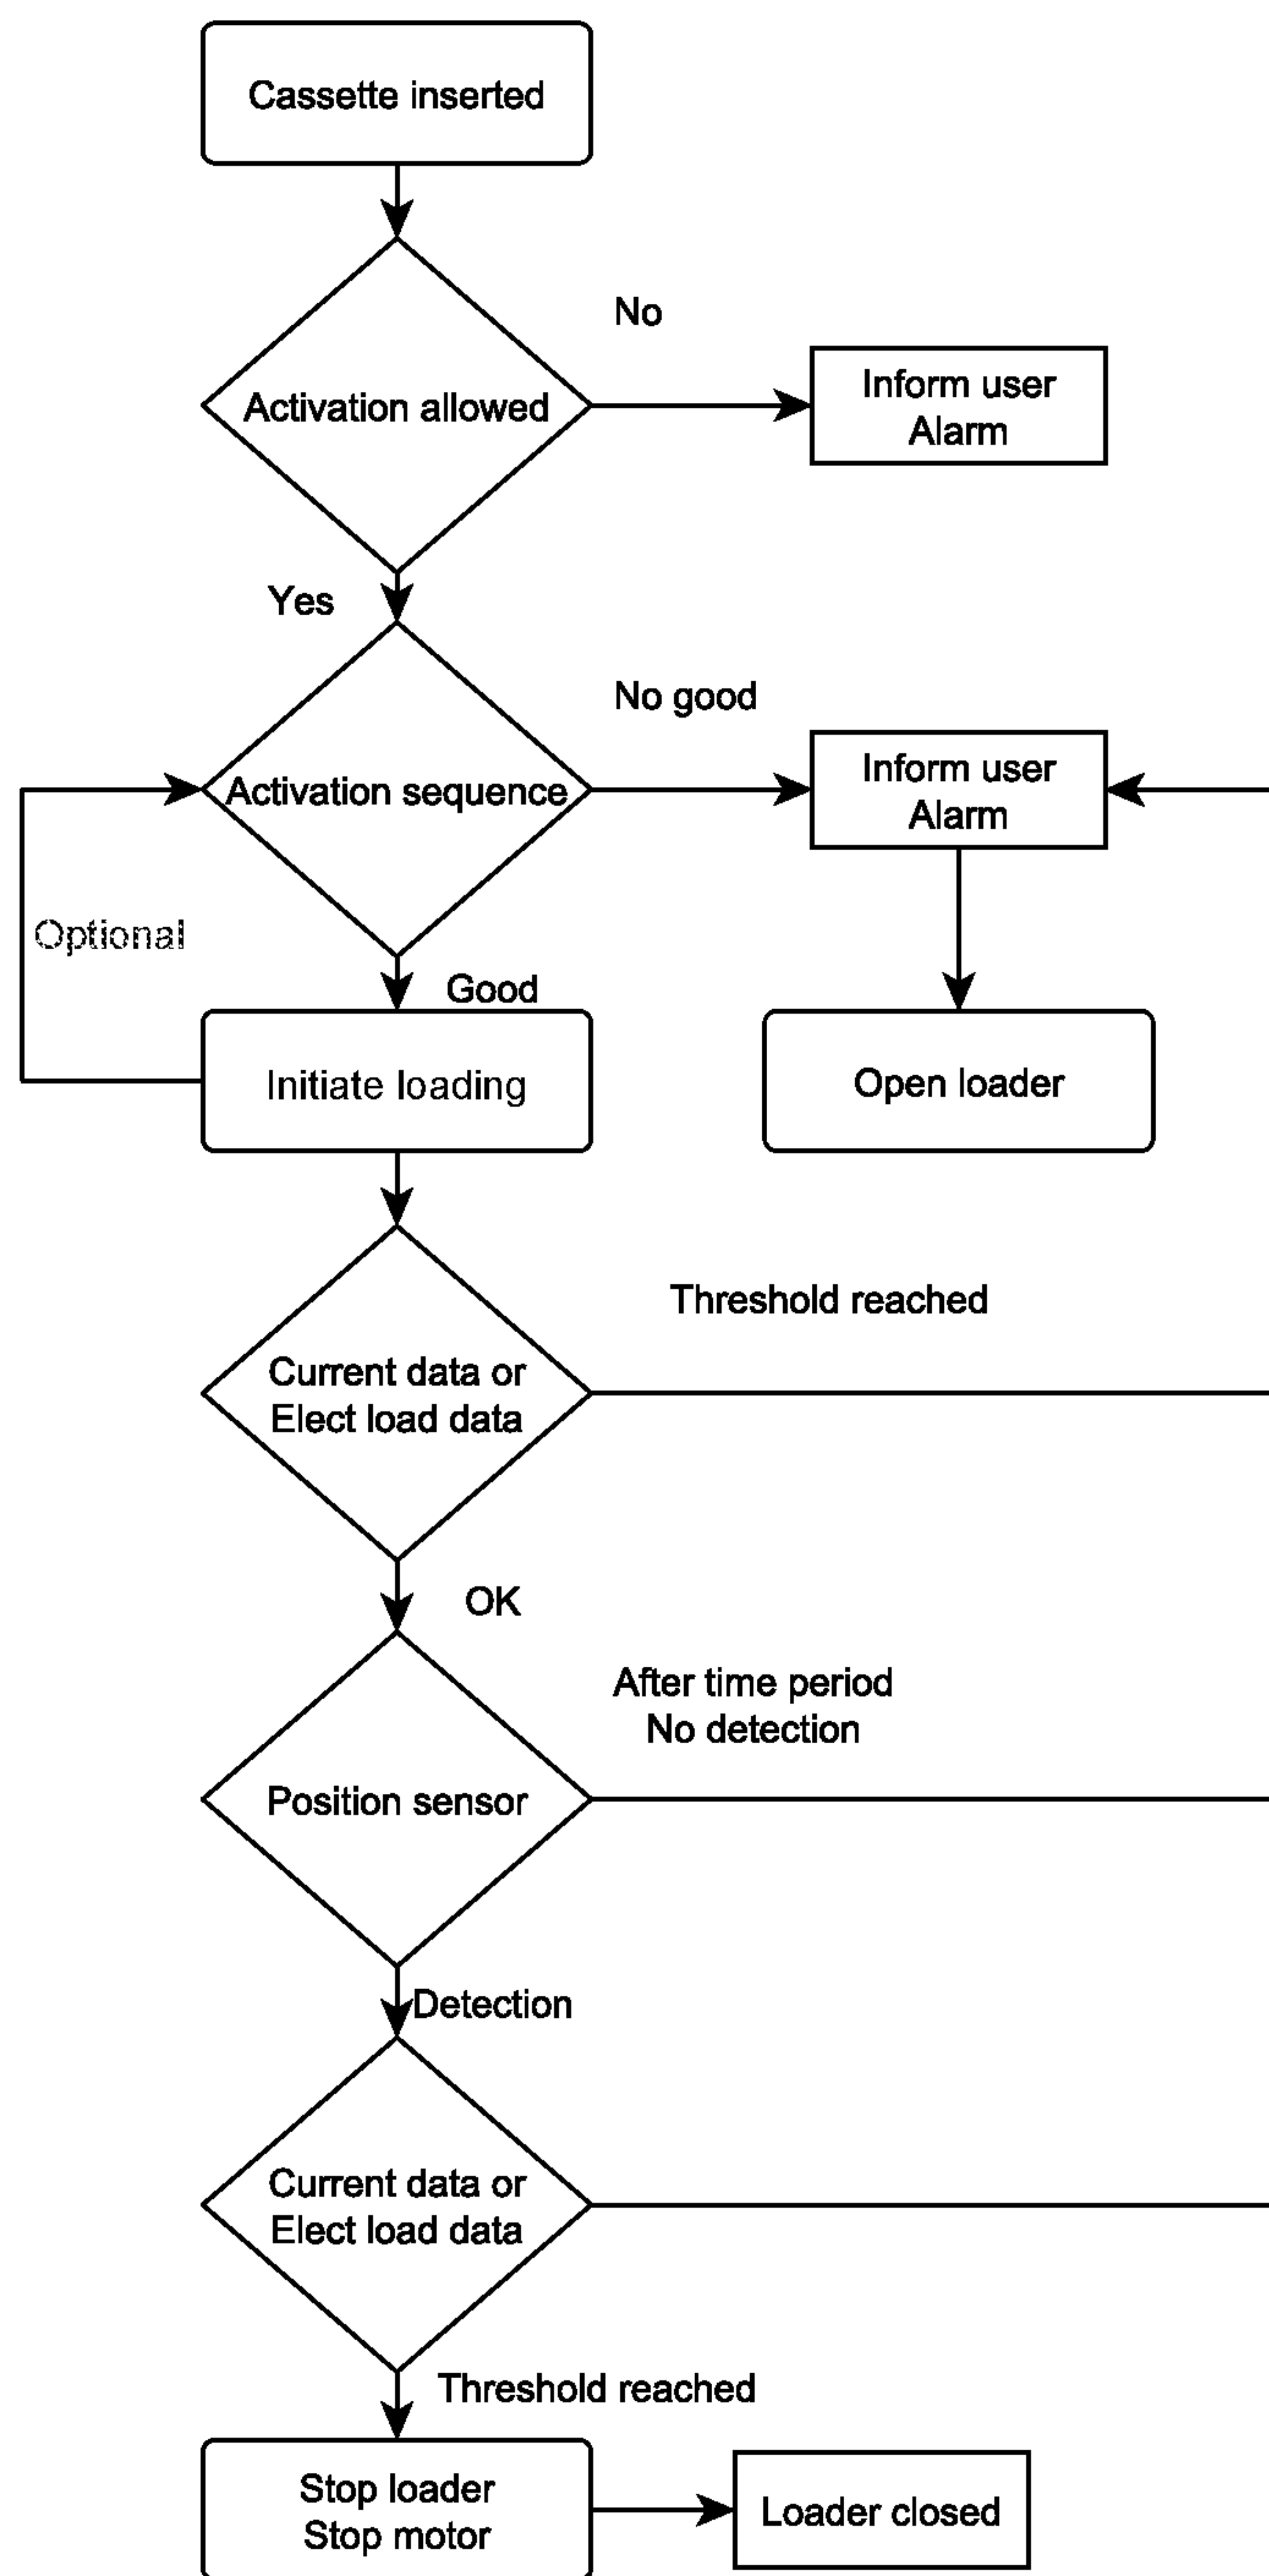 Cassette inserted
No
Activation allowed
Inform user
Alarm
Yes
No good
Activation sequence
Inform user
Alarm
Optional
Good
Initiate loading
Open loader
Threshold reached
Current data or
Elect load data
OK
After time period
No detection
Position sensor
Detection
Current data or
Elect load data
Threshold reached
Stop loader
Stop motor
Loader closed